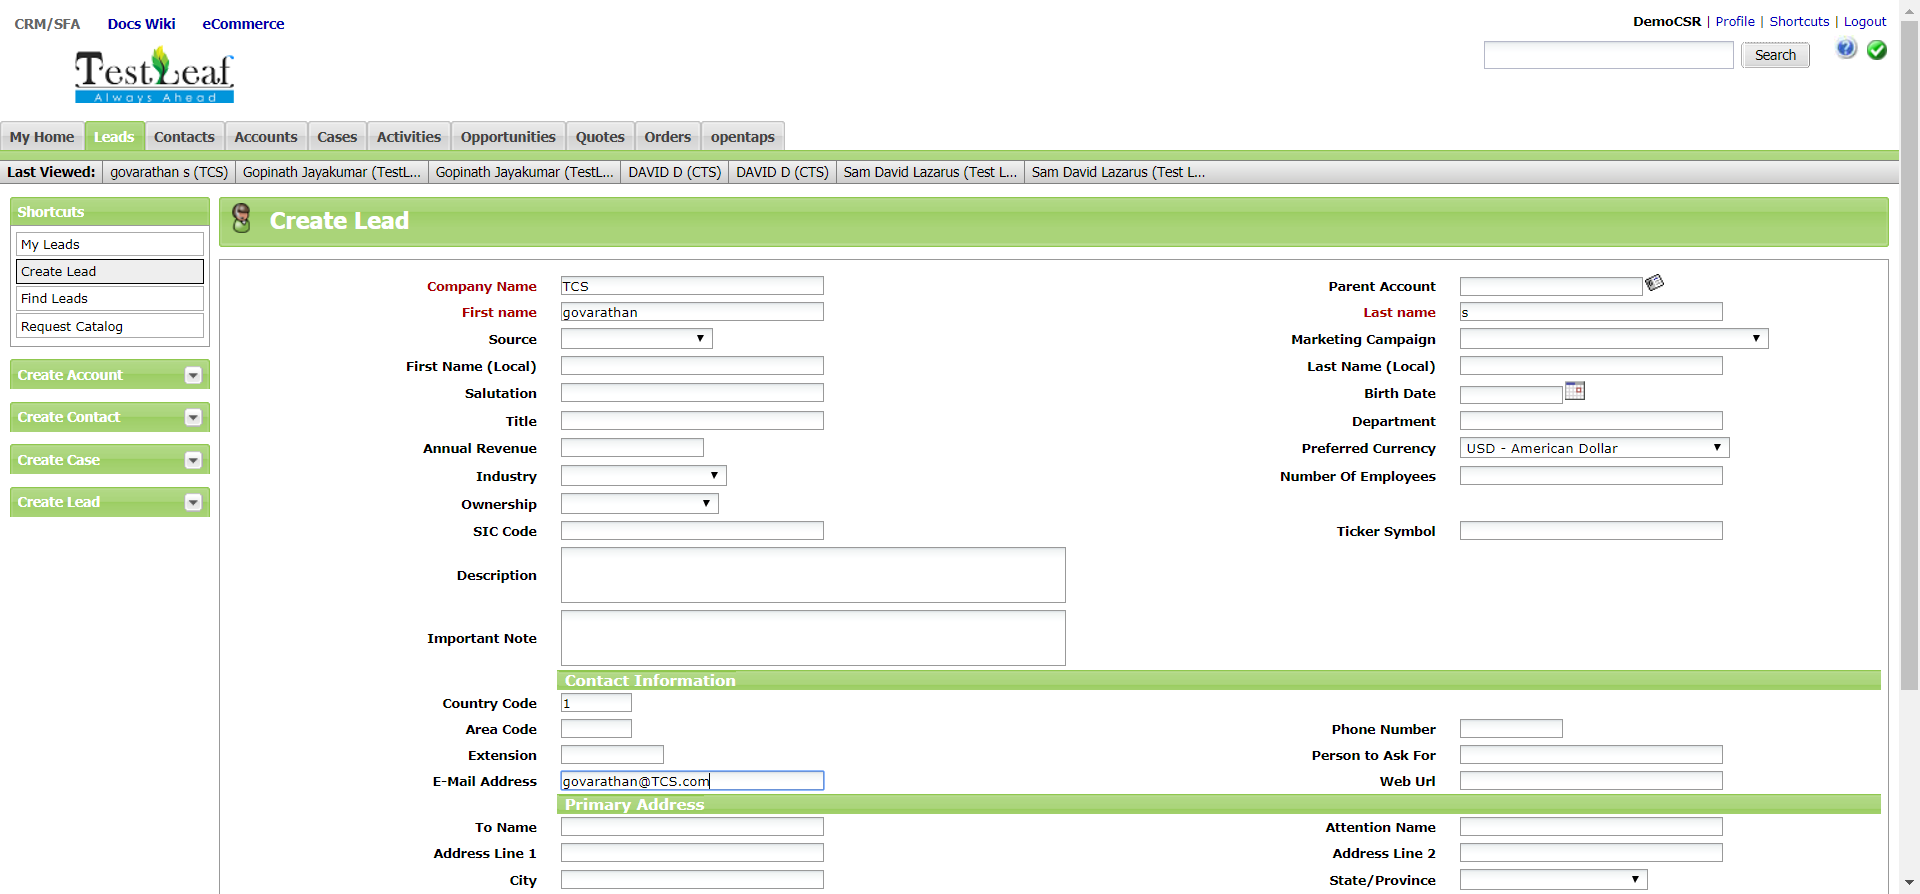 CRM/SFA Docs Wiki eCommerce
DemoCSR | Profile | Shortcuts | Logout
TestLeaf
Always Ahead
Search
My Home Leads Contacts Accounts Cases Activities Opportunities Quotes Orders opentaps
Last Viewed: govarathan s (TCS) Gopinath Jayakumar (TestL... Gopinath Jayakumar (TestL... DAVID D (CTS) DAVID D (CTS) Sam David Lazarus (Test L... Sam David Lazarus (Test L...
Shortcuts
My Leads
Create Lead
Find Leads
Request Catalog
Create Account
Create Contact
Create Case
Create Lead
Create Lead
Company Name TCS Parent Account
First name govarathan Last name s
Source Marketing Campaign
First Name (Local) Last Name (Local)
Salutation Birth Date
Title Department
Annual Revenue Preferred Currency USD - American Dollar
Industry Number Of Employees
Ownership
SIC Code Ticker Symbol
Description
Important Note
Contact Information
Country Code 1
Area Code Phone Number
Extension Person to Ask For
E-Mail Address govarathan@TCS.com Web Url
Primary Address
To Name Attention Name
Address Line 1 Address Line 2
City State/Province